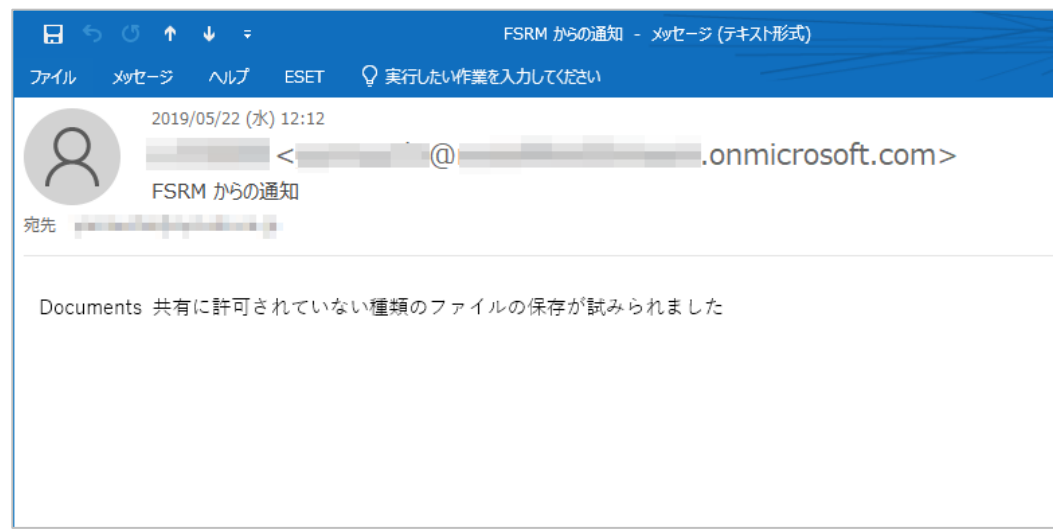 FSRM からの通知 - メッセージ (テキスト形式)
ファイル メッセージ ヘルプ ESET 実行したい作業を入力してください
2019/05/22 (水) 12:12
<@.onmicrosoft.com>
FSRM からの通知
宛先
Documents 共有に許可されていない種類のファイルの保存が試みられました